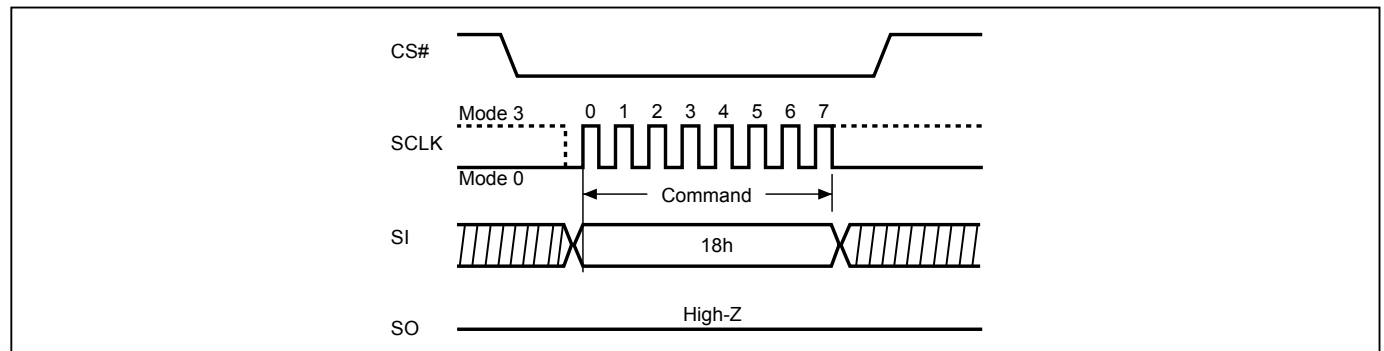 CS#
Mode 3
0 1 2 3 4 5 6 7
SCLK
Mode 0
Command
SI
18h
High-Z
SO